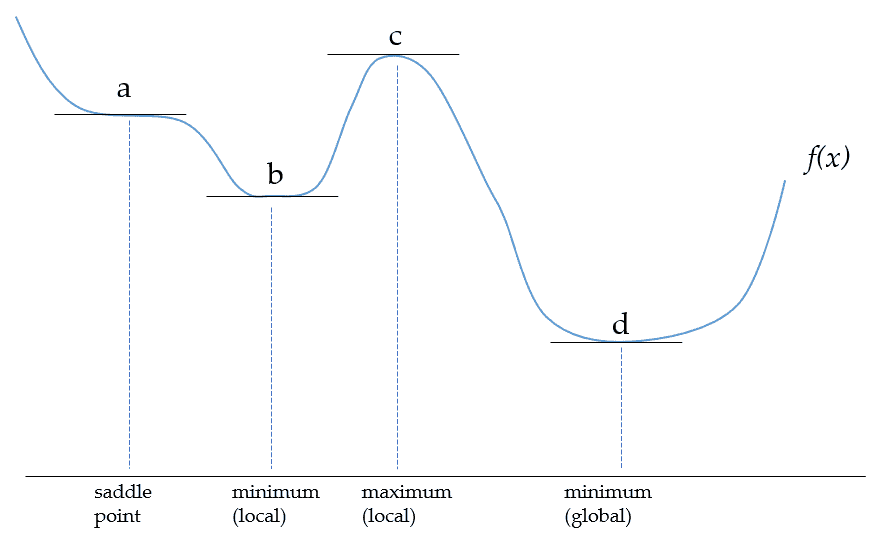 c
a
f(x)
b
d
saddle
point
minimum
(local)
maximum
(local)
minimum
(global)